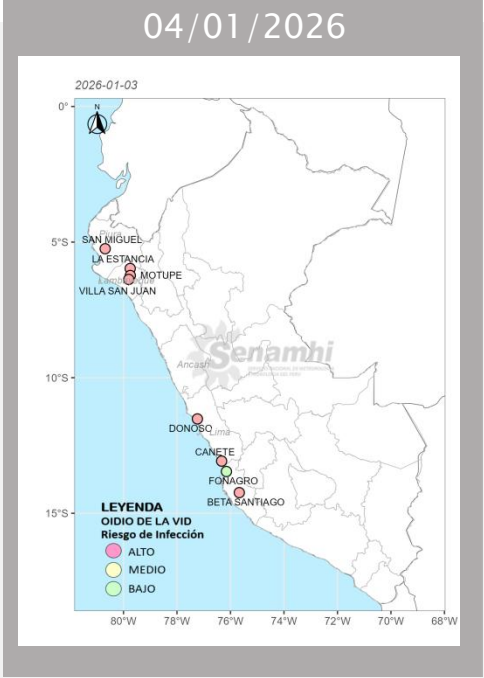 04/01/2026
2026-01-03
N
0°
5°S
10°S
15°S
Piura
SAN MIGUEL
LA ESTANCIA
MOTUPE
VILLA SAN JUAN
Senamhi
Ancash
DONOSO
Lima
CAÑETE
FONAGRO
BETA SANTIAGO
LEYENDA
OIDIO DE LA VID
Riesgo de Infección
ALTO
MEDIO
BAJO
80°W 78°W 76°W 74°W 72°W 70°W 68°W